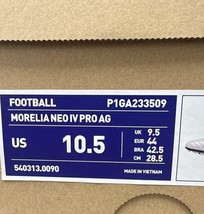 FOOTBALL P1GA233509
MORELIA NEO IV PRO AG
US 10.5
UK 9.5
EUR 44
BRA 42.5
CM 28.5
540313.0090 MADE IN VIETNAM